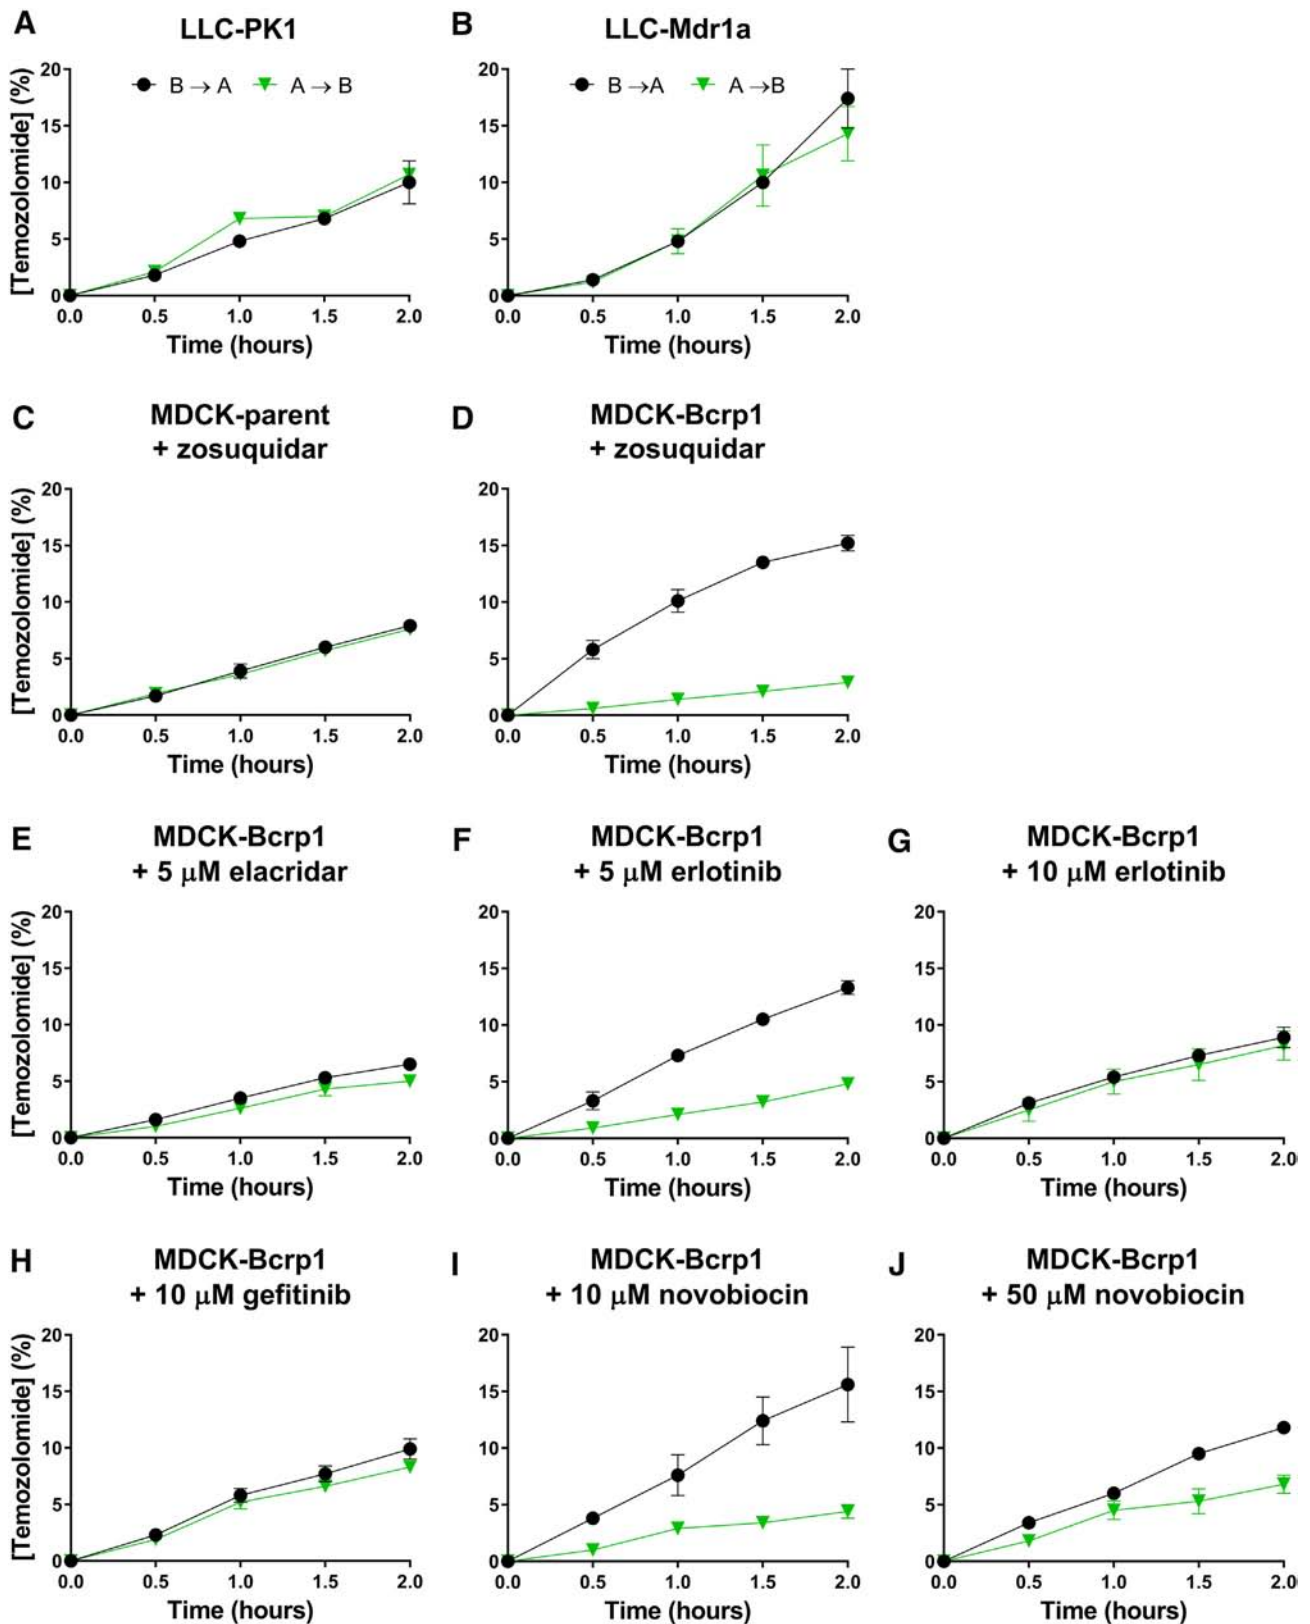 A
LLC-PK1
B → A A → B
[Temozolomide] (%)
20
15
10
5
0
0.0 0.5 1.0 1.5 2.0
Time (hours)
B
LLC-Mdr1a
B →A A →B
20
15
10
5
0
0.0 0.5 1.0 1.5 2.0
Time (hours)
C
MDCK-parent
+ zosuquidar
[Temozolomide] (%)
20
15
10
5
0
0.0 0.5 1.0 1.5 2.0
Time (hours)
D
MDCK-Bcrp1
+ zosuquidar
20
15
10
5
0
0.0 0.5 1.0 1.5 2.0
Time (hours)
E
MDCK-Bcrp1
+ 5 μM elacridar
[Temozolomide] (%)
20
15
10
5
0
0.0 0.5 1.0 1.5 2.0
Time (hours)
F
MDCK-Bcrp1
+ 5 μM erlotinib
20
15
10
5
0
0.0 0.5 1.0 1.5 2.0
Time (hours)
G
MDCK-Bcrp1
+ 10 μM erlotinib
20
15
10
5
0
0.0 0.5 1.0 1.5 2.0
Time (hours)
H
MDCK-Bcrp1
+ 10 μM gefitinib
[Temozolomide] (%)
20
15
10
5
0
0.0 0.5 1.0 1.5 2.0
Time (hours)
I
MDCK-Bcrp1
+ 10 μM novobiocin
20
15
10
5
0
0.0 0.5 1.0 1.5 2.0
Time (hours)
J
MDCK-Bcrp1
+ 50 μM novobiocin
20
15
10
5
0
0.0 0.5 1.0 1.5 2.0
Time (hours)